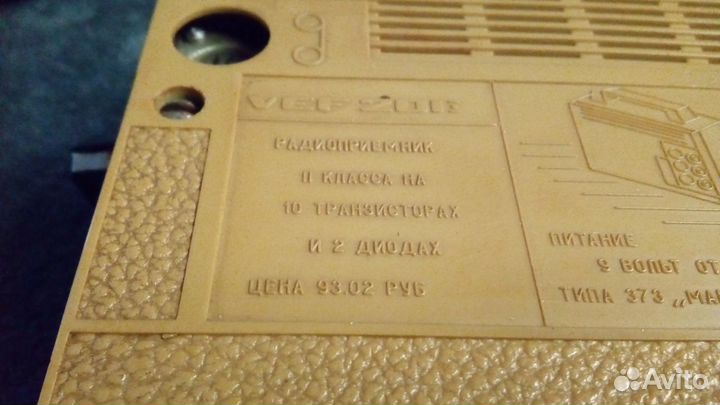 VEF 201
РАДИОПРИЕМНИК
II КЛАССА НА
10 ТРАНЗИСТОРАХ
И 2 ДИОДАХ
ЦЕНА 93.02 РУБ
ПИТАНИЕ
9 ВОЛЬТ ОТ
ТИПА 373 „МАР
Avito